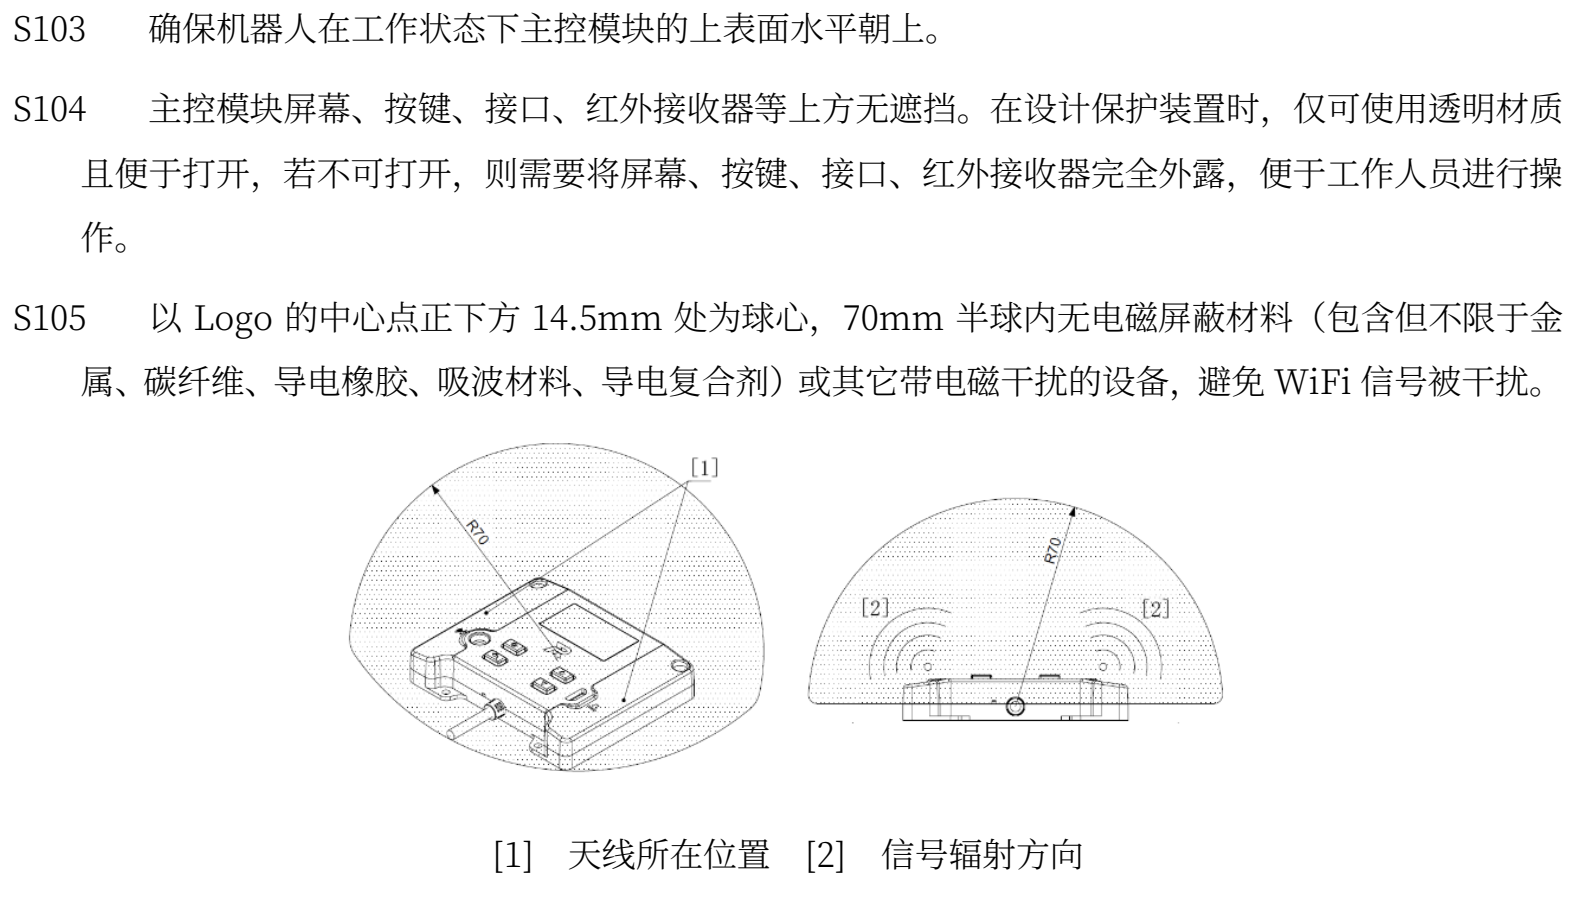 S103 确保机器人在工作状态下主控模块的上表面水平朝上。
S104 主控模块屏幕、按键、接口、红外接收器等上方无遮挡。在设计保护装置时，仅可使用透明材质
且便于打开，若不可打开，则需要将屏幕、按键、接口、红外接收器完全外露，便于工作人员进行操
作。
S105 以 Logo 的中心点正下方 14.5mm 处为球心，70mm 半球内无电磁屏蔽材料（包含但不限于金
属、碳纤维、导电橡胶、吸波材料、导电复合剂）或其它带电磁干扰的设备，避免 WiFi 信号被干扰。
[1]
R70
R70
[2]
[2]
[1] 天线所在位置 [2] 信号辐射方向